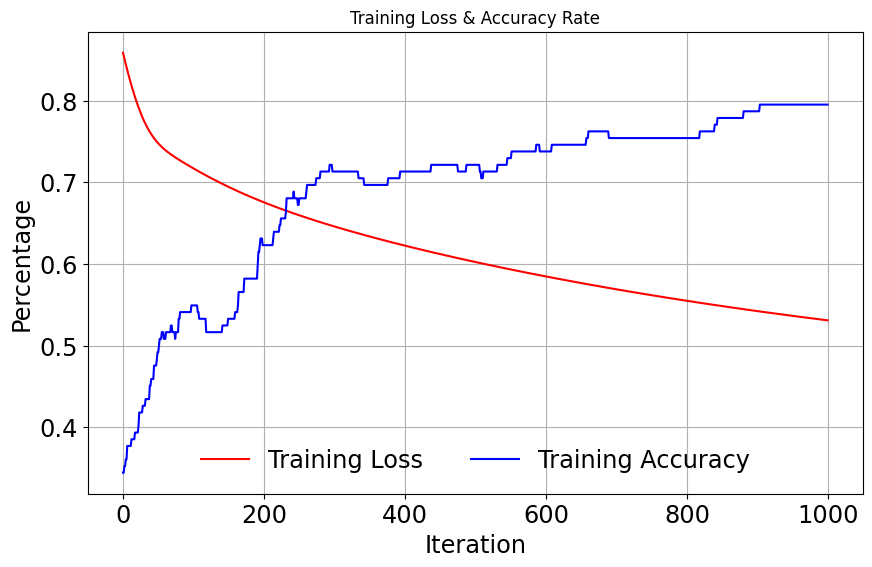 Training Loss & Accuracy Rate
Percentage
0.8
0.7
0.6
0.5
0.4
Training Loss
Training Accuracy
0 200 400 600 800 1000
Iteration